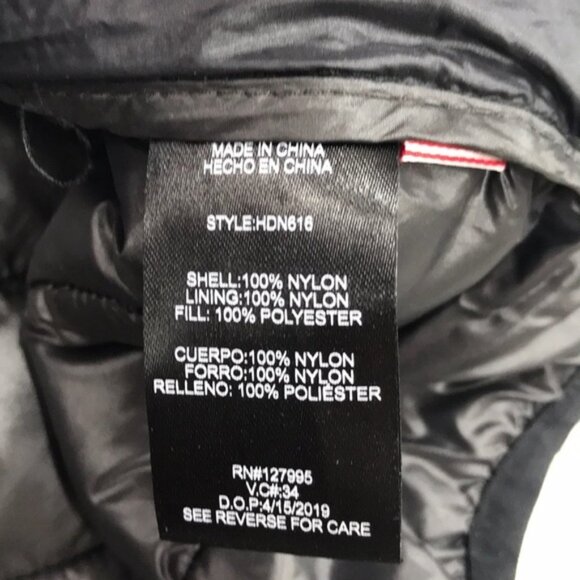 MADE IN CHINA
HECHO EN CHINA
STYLE:HDN616
SHELL:100% NYLON
LINING:100% NYLON
FILL: 100% POLYESTER
CUERPO:100% NYLON
FORRO:100% NYLON
RELLENO: 100% POLIÉSTER
RN#127995
V.C#:34
D.O.P:4/15/2019
SEE REVERSE FOR CARE